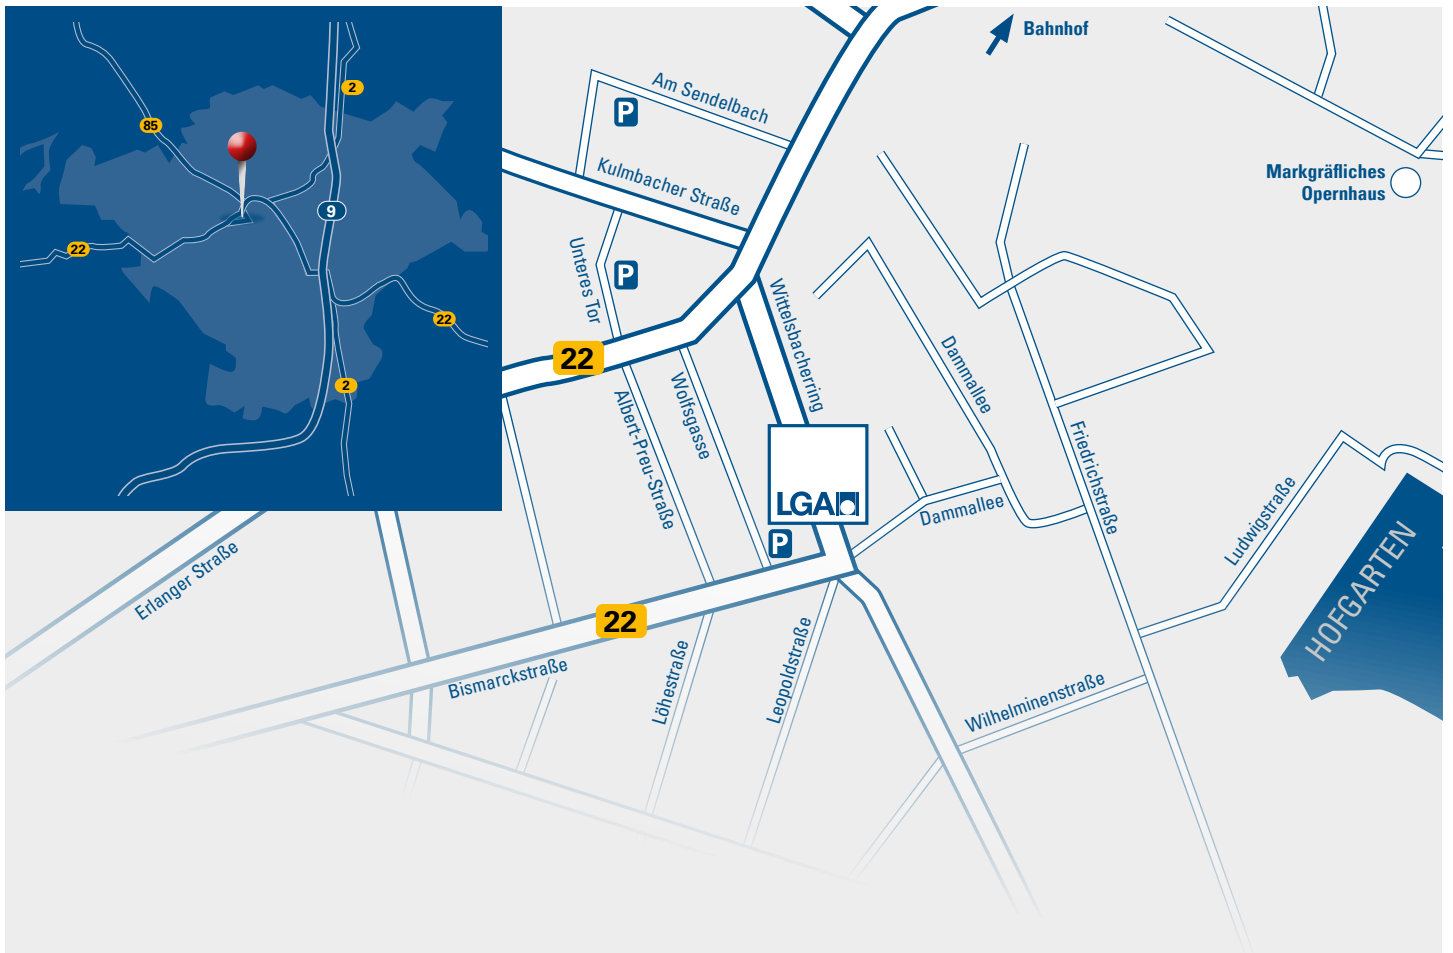 Bahnhof
2
85
9
22
22
2
Am Sendelbach
P
Kulmbacher Straße
Markgräfliches
Opernhaus
Unteres Tor
P
Wittelsbacherring
22
Dammallee
Wolfsgasse
Albert-Preu-Straße
Friedrichstraße
LGA
Dammallee
Ludwigstraße
HOFGARTEN
P
Erlanger Straße
22
Bismarckstraße
Löhestraße
Leopoldstraße
Wilhelminenstraße